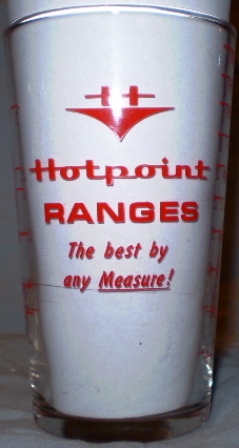 H
Hotpoint
RANGES
The best by
any Measure!